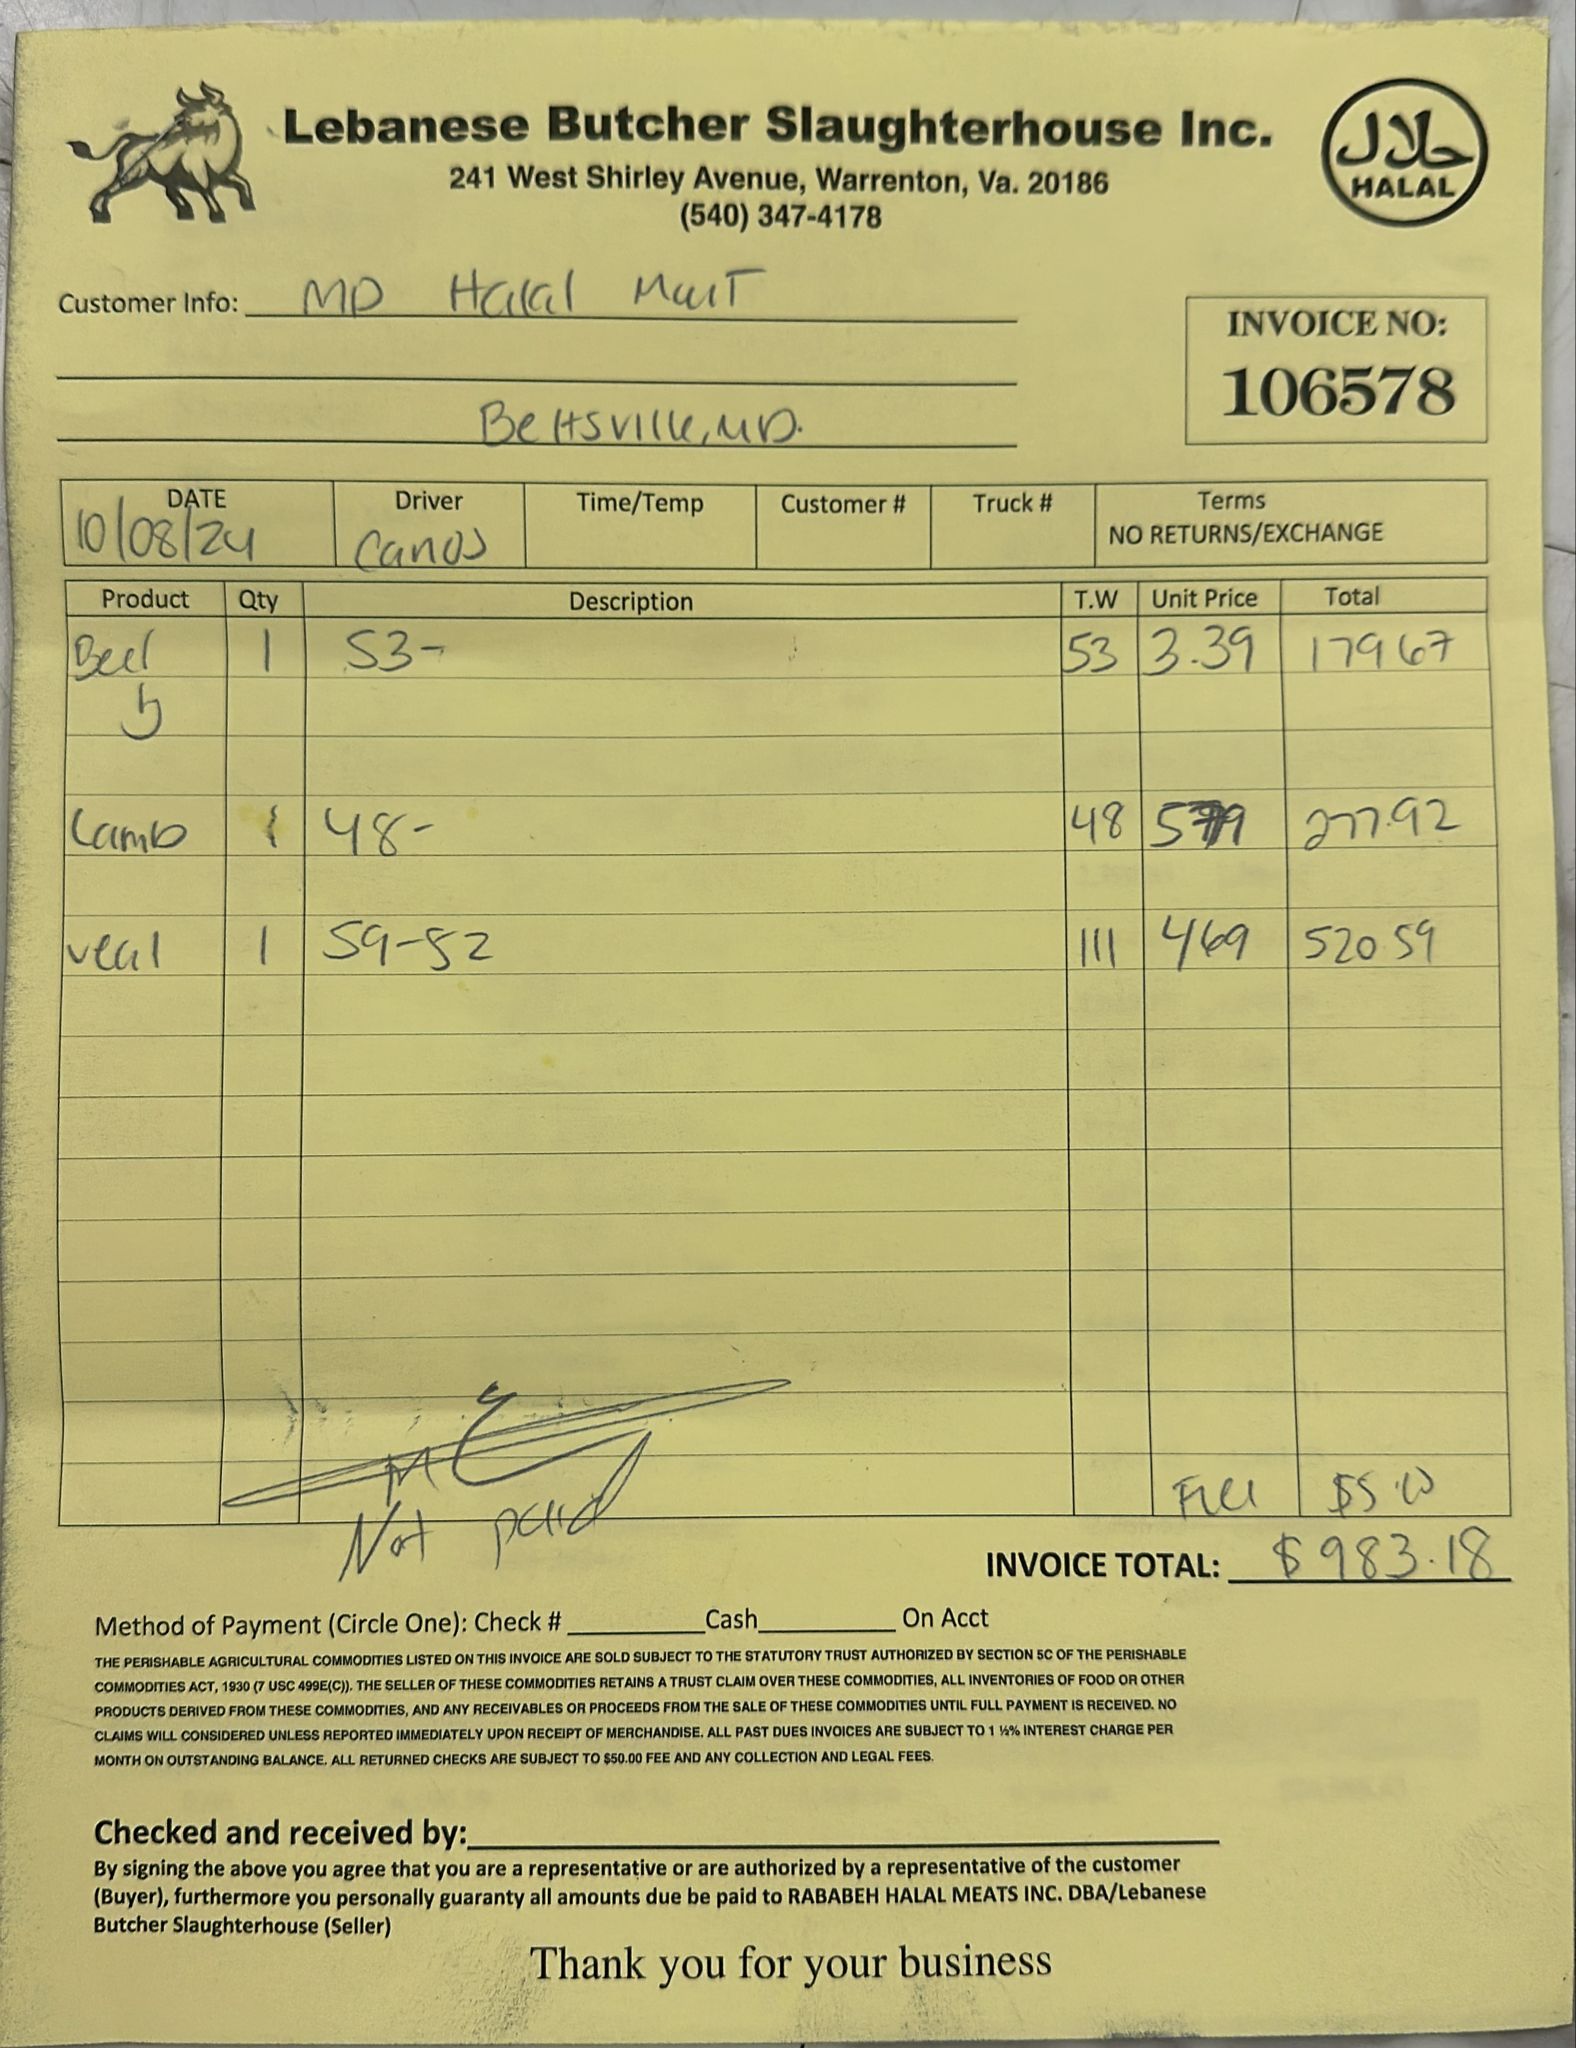 Lebanese Butcher Slaughterhouse Inc.
241 West Shirley Avenue, Warrenton, Va. 20186
(540) 347-4178
حلال
HALAL
Customer Info: MD Halal Mart
Beltsville, MD.
INVOICE NO:
106578
DATE Driver Time/Temp Customer # Truck # Terms
10/08/24 NO RETURNS/EXCHANGE
Product Qty Description T.W Unit Price Total
Beef 1 53- 53 3.39 179 67
Lamb 1 48- 48 5 79 277.92
veal 1 59-52 111 469 520 59
Fuel $5.00
Not paid
INVOICE TOTAL: $983.18
Method of Payment (Circle One): Check # Cash On Acct
THE PERISHABLE AGRICULTURAL COMMODITIES LISTED ON THIS INVOICE ARE SOLD SUBJECT TO THE STATUTORY TRUST AUTHORIZED BY SECTION 5C OF THE PERISHABLE
COMMODITIES ACT, 1930 (7 USC 499E(C)). THE SELLER OF THESE COMMODITIES RETAINS A TRUST CLAIM OVER THESE COMMODITIES, ALL INVENTORIES OF FOOD OR OTHER
PRODUCTS DERIVED FROM THESE COMMODITIES, AND ANY RECEIVABLES OR PROCEEDS FROM THE SALE OF THESE COMMODITIES UNTIL FULL PAYMENT IS RECEIVED. NO
CLAIMS WILL CONSIDERED UNLESS REPORTED IMMEDIATELY UPON RECEIPT OF MERCHANDISE. ALL PAST DUES INVOICES ARE SUBJECT TO 1 ½% INTEREST CHARGE PER
MONTH ON OUTSTANDING BALANCE. ALL RETURNED CHECKS ARE SUBJECT TO $50.00 FEE AND ANY COLLECTION AND LEGAL FEES.
Checked and received by:
By signing the above you agree that you are a representative or are authorized by a representative of the customer
(Buyer), furthermore you personally guaranty all amounts due be paid to RABABEH HALAL MEATS INC. DBA/Lebanese
Butcher Slaughterhouse (Seller)
Thank you for your business